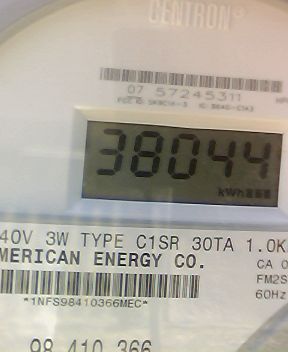 CENTRON®
07 57245311
38044
kWh
40V 3W TYPE C1SR 30TA 1.0K
MERICAN ENERGY CO.
CA 0
FM2S
*1NFS98410366MEC*
60Hz
98 410 366